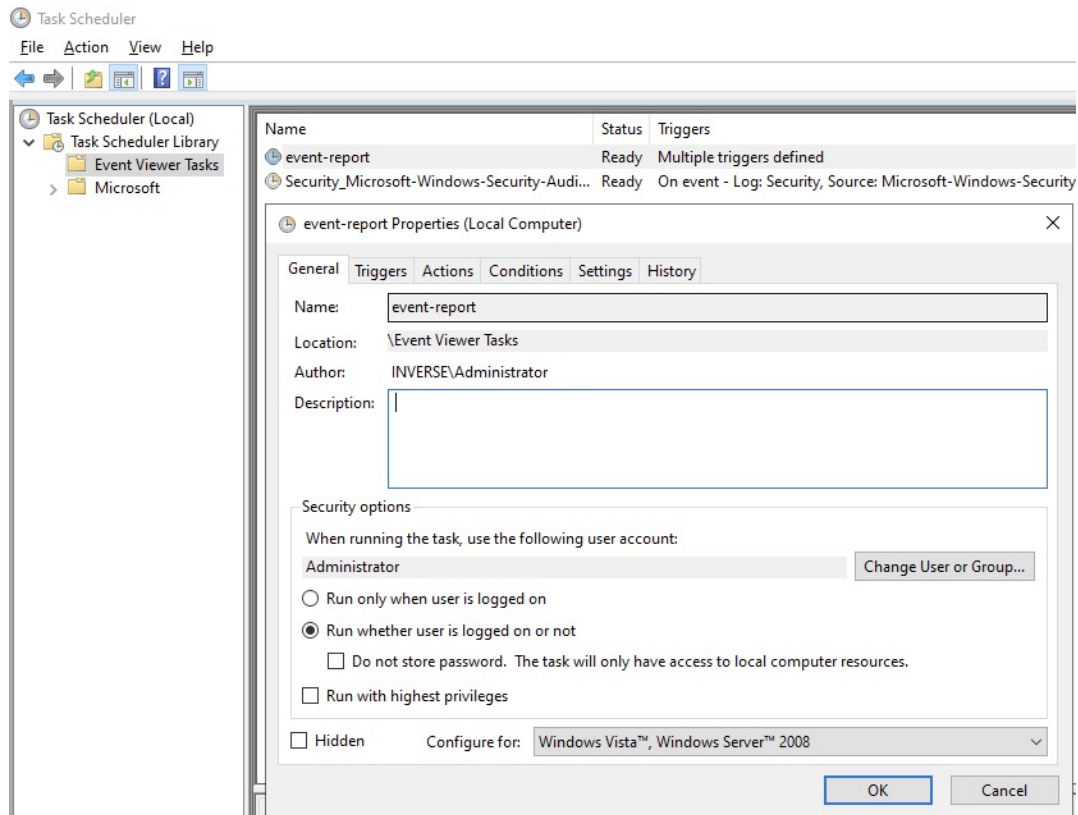 Task Scheduler
File Action View Help
Task Scheduler (Local)
Task Scheduler Library
Event Viewer Tasks
Microsoft
Name Status Triggers
event-report Ready Multiple triggers defined
Security_Microsoft-Windows-Security-Audi... Ready On event - Log: Security, Source: Microsoft-Windows-Security
event-report Properties (Local Computer)
General Triggers Actions Conditions Settings History
Name: event-report
Location: \Event Viewer Tasks
Author: INVERSE\Administrator
Description:
Security options
When running the task, use the following user account:
Administrator Change User or Group...
Run only when user is logged on
Run whether user is logged on or not
Do not store password. The task will only have access to local computer resources.
Run with highest privileges
Hidden Configure for: Windows Vista™, Windows Server™ 2008
OK Cancel